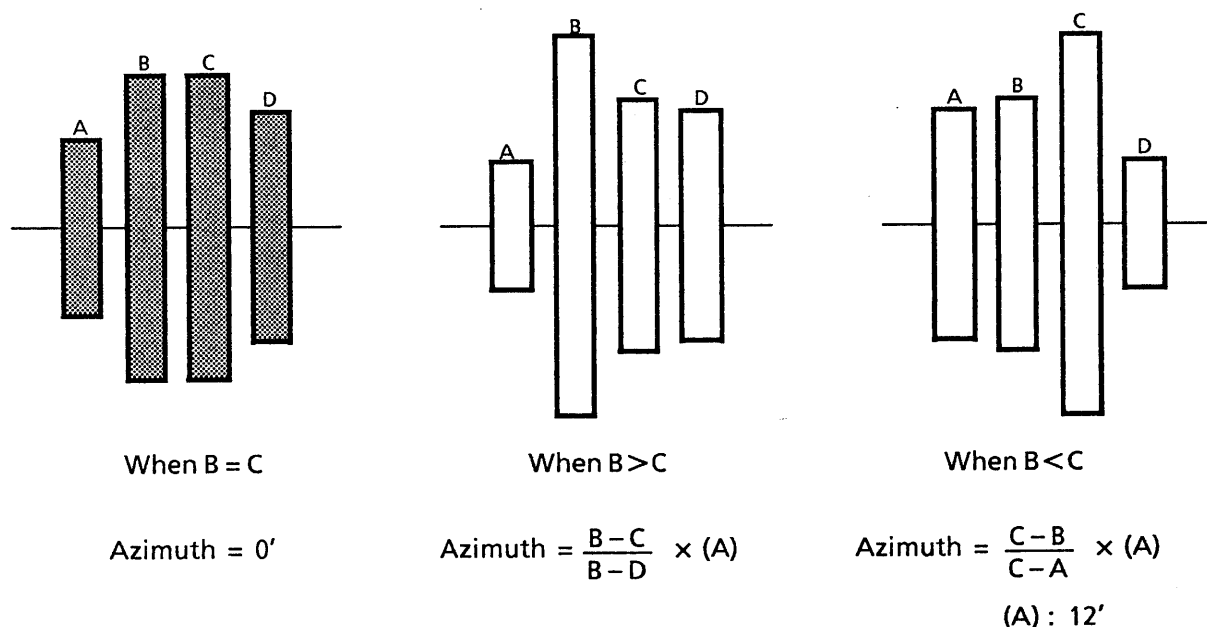 A B C D
A B C D
A B C D
When B = C
When B>C
When B<C
Azimuth = 0′
Azimuth = B – C / B – D × (A)
Azimuth = C – B / C – A × (A)
(A) : 12′